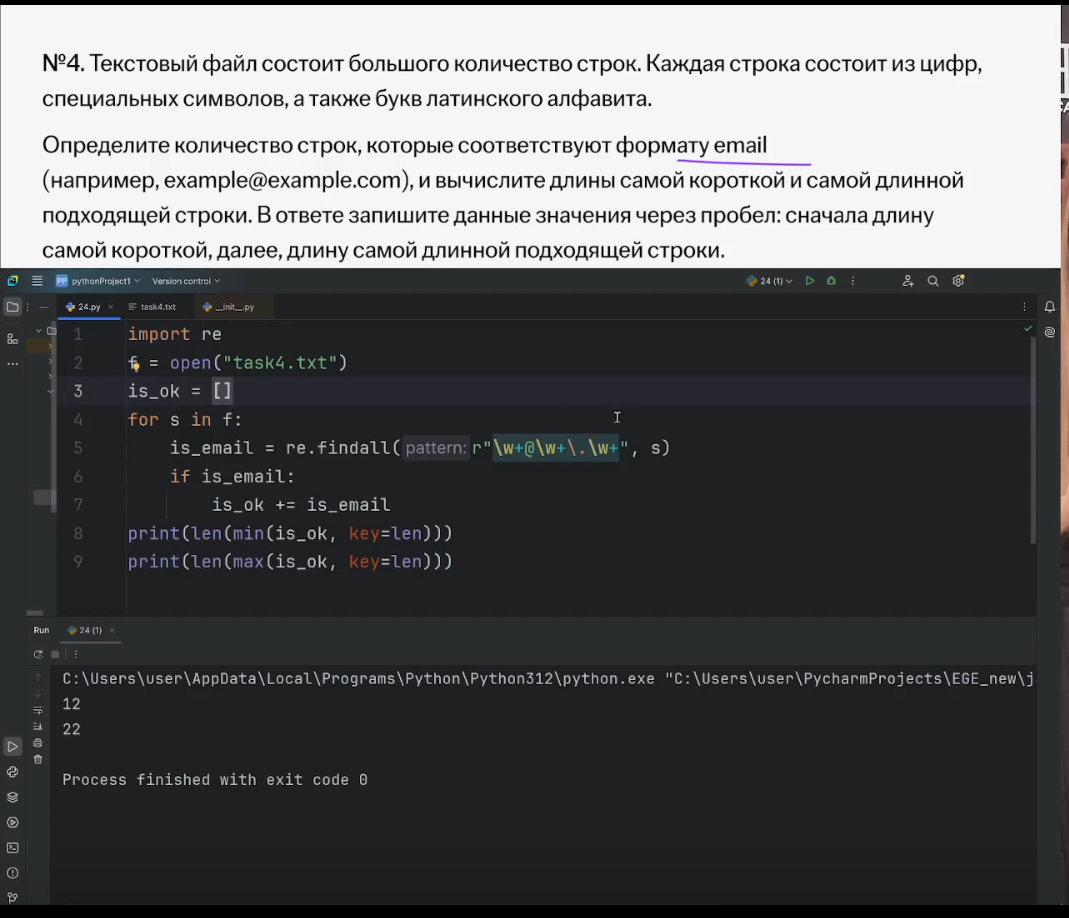 №4. Текстовый файл состоит большого количество строк. Каждая строка состоит из цифр,
специальных символов, а также букв латинского алфавита.
Определите количество строк, которые соответствуют формату email
(например, example@example.com), и вычислите длины самой короткой и самой длинной
подходящей строки. В ответе запишите данные значения через пробел: сначала длину
самой короткой, далее, длину самой длинной подходящей строки.
PP pythonProject1 Version control 24 (1)
24.py task4.txt __init__.py
1 import re
2 f = open("task4.txt")
3 is_ok = []
4 for s in f:
5 is_email = re.findall( pattern: r"\w+@\w+\.\w+", s)
6 if is_email:
7 is_ok += is_email
8 print(len(min(is_ok, key=len)))
9 print(len(max(is_ok, key=len)))
Run 24 (1)
C:\Users\user\AppData\Local\Programs\Python\Python312\python.exe "C:\Users\user\PycharmProjects\EGE_new\j
12
22
Process finished with exit code 0